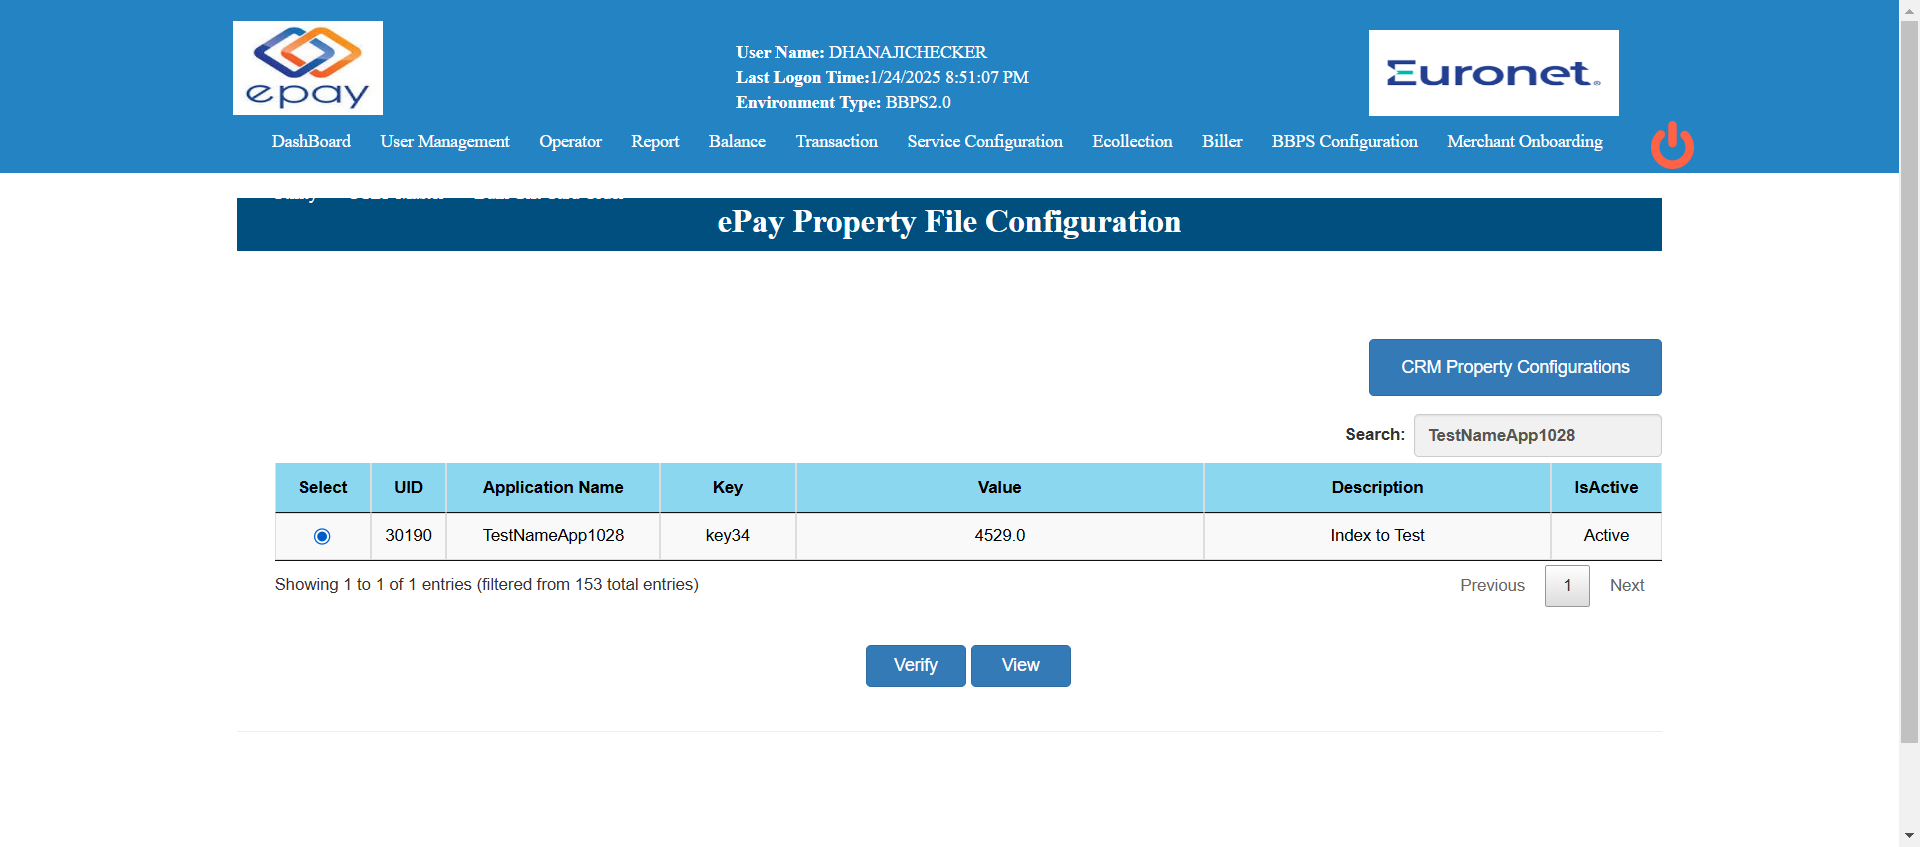 epay
User Name: DHANAJICHECKER
Last Logon Time:1/24/2025 8:51:07 PM
Environment Type: BBPS2.0
Euronet
DashBoard User Management Operator Report Balance Transaction Service Configuration Ecollection Biller BBPS Configuration Merchant Onboarding
ePay Property File Configuration
CRM Property Configurations
Search: TestNameApp1028
Select UID Application Name Key Value Description IsActive
30190 TestNameApp1028 key34 4529.0 Index to Test Active
Showing 1 to 1 of 1 entries (filtered from 153 total entries)
Previous 1 Next
Verify View